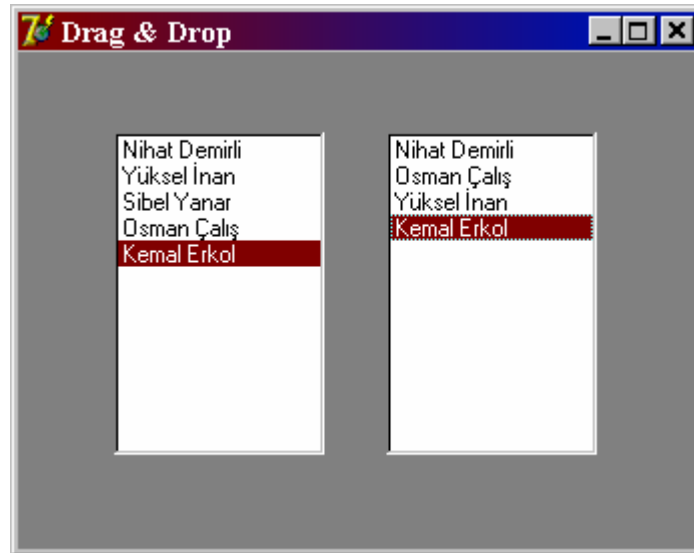 Drag & Drop
Nihat Demirli
Yüksel İnan
Sibel Yanar
Osman Çalış
Kemal Erkol
Nihat Demirli
Osman Çalış
Yüksel İnan
Kemal Erkol